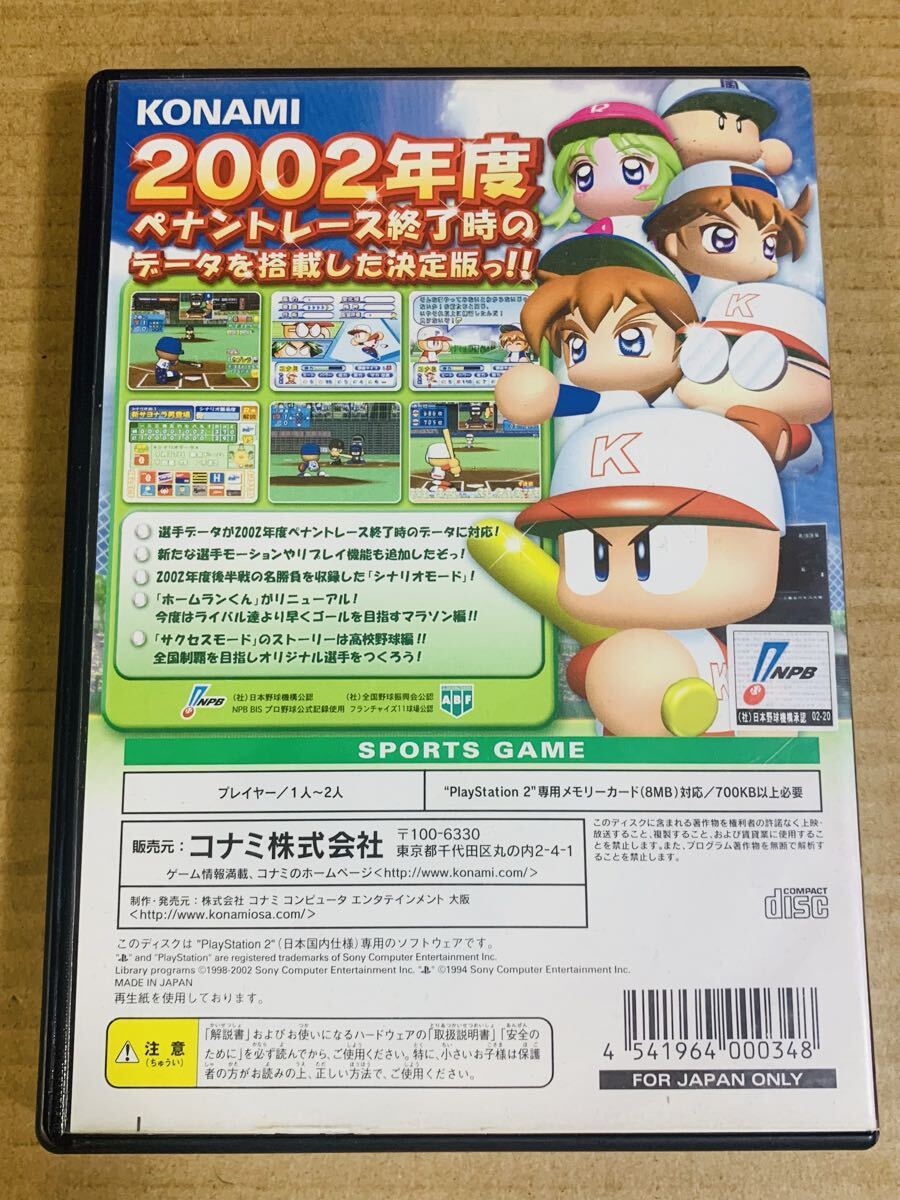 KONAMI
2002年度
ペナントレース終了時の
データを搭載した決定版っ!!
新サヨナラ男登場
選手データが2002年度ペナントレース終了時のデータに対応!
新たな選手モーションやリプレイ機能も追加したぞっ!
2002年度後半戦の名勝負を収録した「シナリオモード」!
「ホームランくん」がリニューアル!
今度はライバル達より早くゴールを目指すマラソン編!!
「サクセスモード」のストーリーは高校野球編!!
全国制覇を目指しオリジナル選手をつくろう!
NPB
(社)日本野球機構公認
(社)全国野球振興会公認
NPB BIS プロ野球公式記録使用
フランチャイズ11球場公認
ABF
K
K
NPB
(社)日本野球機構承認 02-20
SPORTS GAME
プレイヤー/1人~2人
"PlayStation 2"専用メモリーカード(8MB)対応/700KB以上必要
販売元:コナミ株式会社
〒100-6330
東京都千代田区丸の内2-4-1
ゲーム情報満載、コナミのホームページ<http://www.konami.com/>
制作・発売元:株式会社 コナミ コンピュータ エンタテインメント 大阪
<http://www.konamiosa.com/>
このディスクに含まれる著作物を権利者の許諾なく上映・
放送すること、複製すること、および賃貸業に使用すること
を禁止します。また、プログラム著作物を無断で解析す
ることを禁止します。
COMPACT
disc
このディスクは "PlayStation 2"(日本国内仕様)専用のソフトウェアです。
" " and "PlayStation" are registered trademarks of Sony Computer Entertainment Inc.
Library programs ©1998-2002 Sony Computer Entertainment Inc. " " ©1994 Sony Computer Entertainment Inc.
MADE IN JAPAN
再生紙を使用しております。
注意
(ちゅうい)
「解説書」およびお使いになるハードウェアの「取扱説明書」「安全の
ために」を必ず読んでから、ご使用ください。特に、小さいお子様は保護
者の方がお読みの上、正しい方法で、ご使用ください。
4 541964 000348
FOR JAPAN ONLY